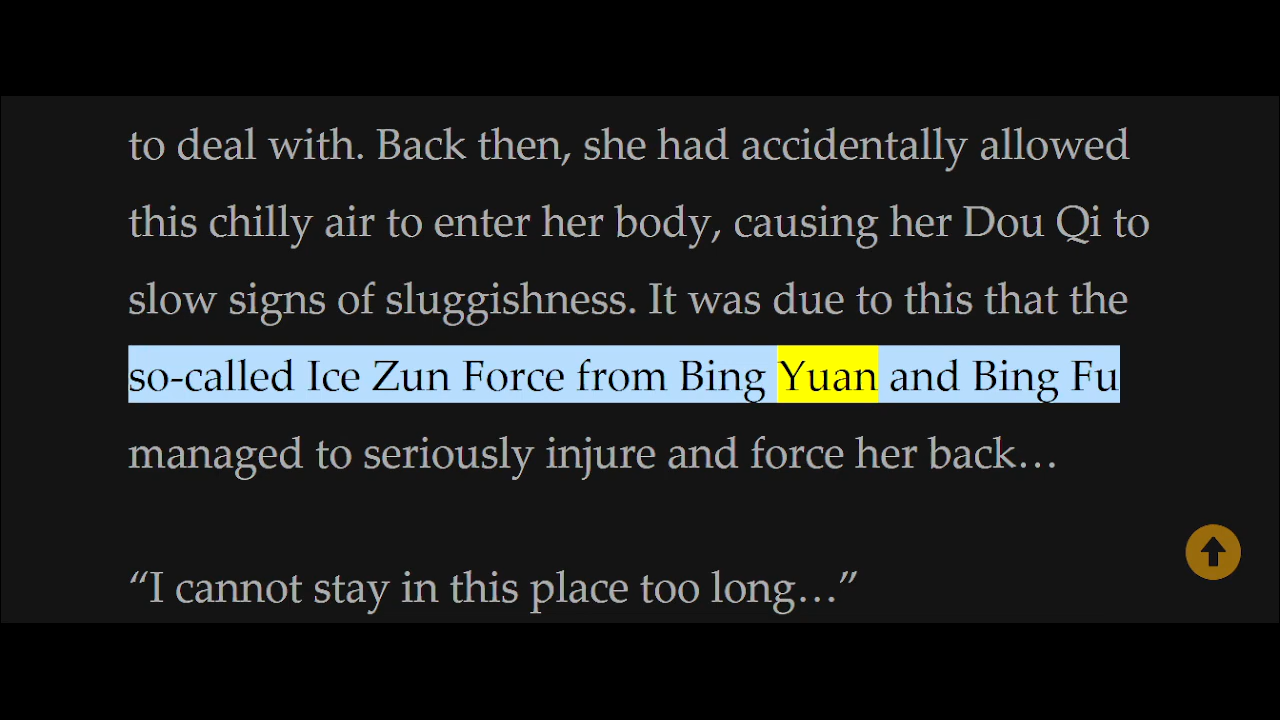 to deal with. Back then, she had accidentally allowed
this chilly air to enter her body, causing her Dou Qi to
slow signs of sluggishness. It was due to this that the
so-called Ice Zun Force from Bing Yuan and Bing Fu
managed to seriously injure and force her back…
“I cannot stay in this place too long…”